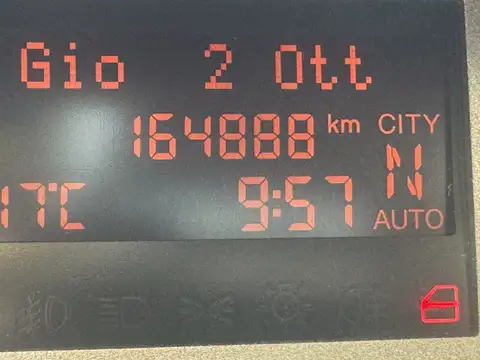 Gio 2 Ott
164888 km CITY
N
17°C 9:57
AUTO